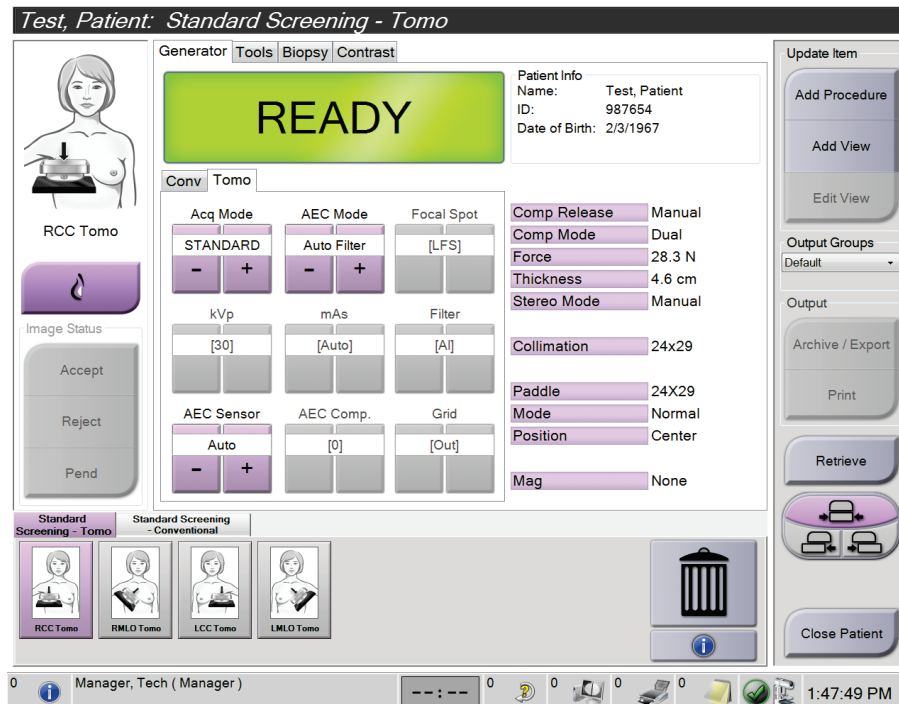 Test, Patient: Standard Screening - Tomo
RCC Tomo
Image Status
Accept
Reject
Pend
Generator Tools Biopsy Contrast
READY
Patient Info
Name: Test, Patient
ID: 987654
Date of Birth: 2/3/1967
Conv Tomo
Acq Mode AEC Mode Focal Spot
STANDARD Auto Filter [LFS]
- + - +
kVp mAs Filter
[30] [Auto] [Al]
AEC Sensor AEC Comp. Grid
Auto [0] [Out]
- +
Comp Release Manual
Comp Mode Dual
Force 28.3 N
Thickness 4.6 cm
Stereo Mode Manual
Collimation 24x29
Paddle 24X29
Mode Normal
Position Center
Mag None
Update Item
Add Procedure
Add View
Edit View
Output Groups
Default
Output
Archive / Export
Print
Retrieve
Close Patient
Standard
Screening - Tomo
Standard Screening
- Conventional
RCC Tomo RMLO Tomo LCC Tomo LMLO Tomo
0 Manager, Tech ( Manager ) --:-- 0 0 0 0 1:47:49 PM